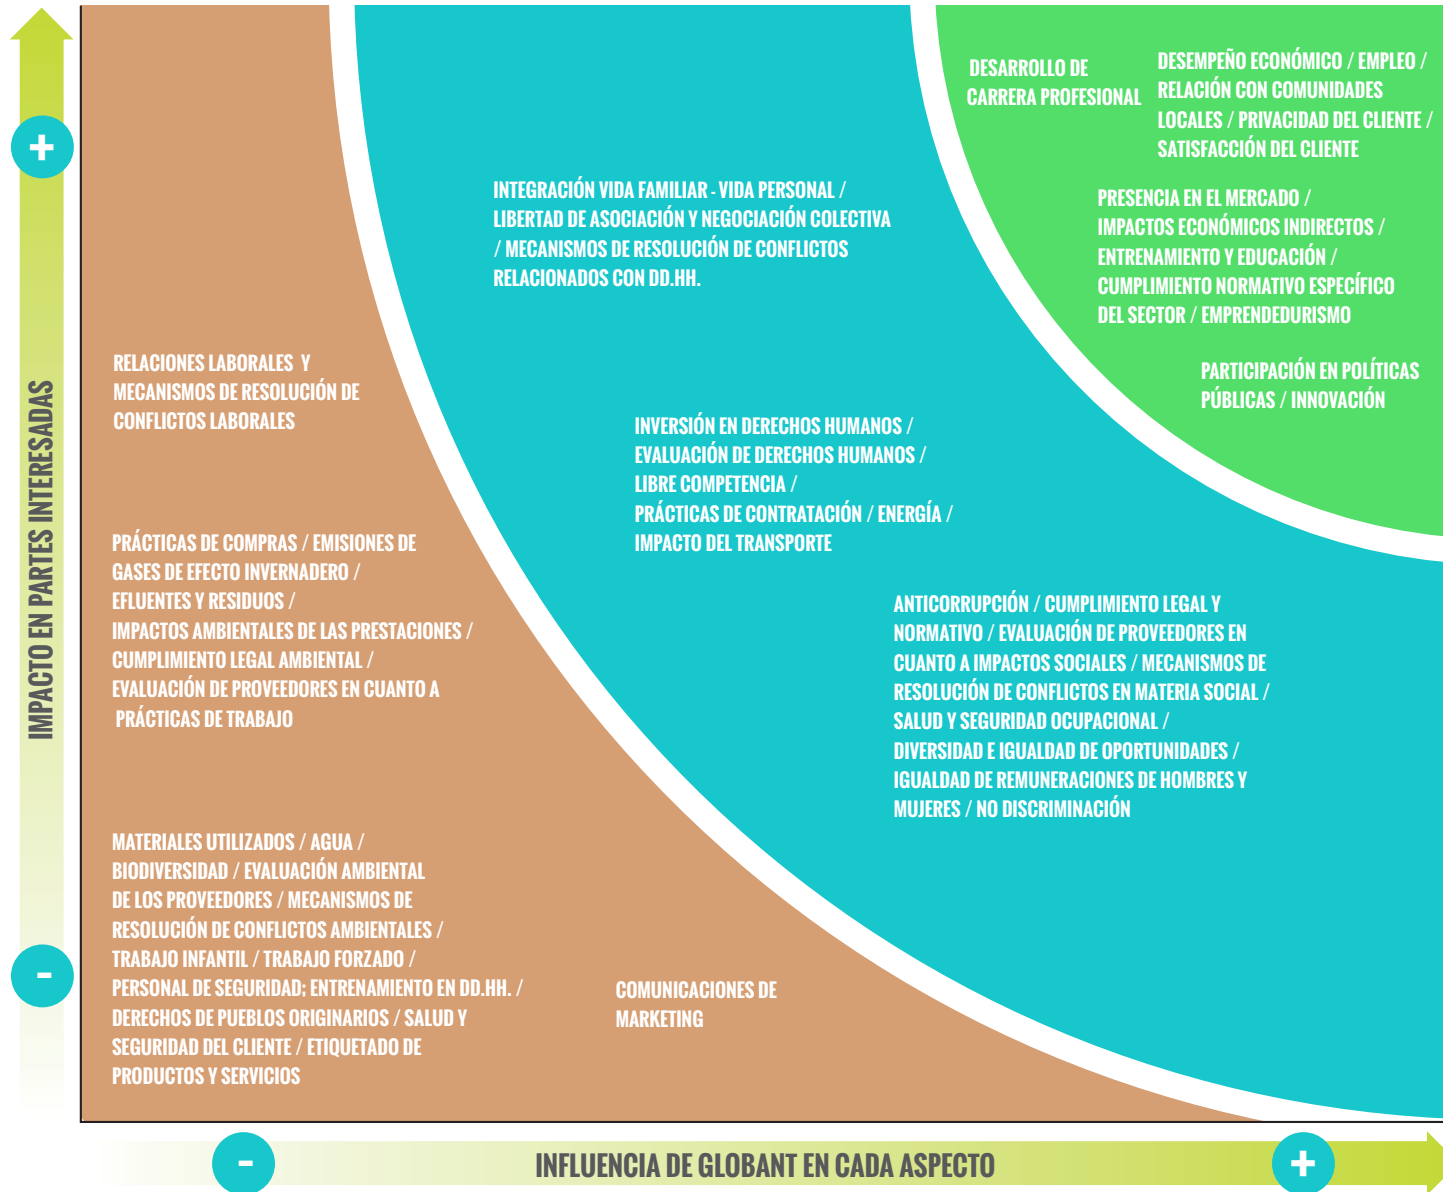 IMPACTO EN PARTES INTERESADAS
+
-
DESARROLLO DE
CARRERA PROFESIONAL
DESEMPEÑO ECONÓMICO / EMPLEO /
RELACIÓN CON COMUNIDADES
LOCALES / PRIVACIDAD DEL CLIENTE /
SATISFACCIÓN DEL CLIENTE
PRESENCIA EN EL MERCADO /
IMPACTOS ECONÓMICOS INDIRECTOS /
ENTRENAMIENTO Y EDUCACIÓN /
CUMPLIMIENTO NORMATIVO ESPECÍFICO
DEL SECTOR / EMPRENDEDURISMO
PARTICIPACIÓN EN POLÍTICAS
PÚBLICAS / INNOVACIÓN
INTEGRACIÓN VIDA FAMILIAR - VIDA PERSONAL /
LIBERTAD DE ASOCIACIÓN Y NEGOCIACIÓN COLECTIVA
/ MECANISMOS DE RESOLUCIÓN DE CONFLICTOS
RELACIONADOS CON DD.HH.
RELACIONES LABORALES Y
MECANISMOS DE RESOLUCIÓN DE
CONFLICTOS LABORALES
INVERSIÓN EN DERECHOS HUMANOS /
EVALUACIÓN DE DERECHOS HUMANOS /
LIBRE COMPETENCIA /
PRÁCTICAS DE CONTRATACIÓN / ENERGÍA /
IMPACTO DEL TRANSPORTE
PRÁCTICAS DE COMPRAS / EMISIONES DE
GASES DE EFECTO INVERNADERO /
EFLUENTES Y RESIDUOS /
IMPACTOS AMBIENTALES DE LAS PRESTACIONES /
CUMPLIMIENTO LEGAL AMBIENTAL /
EVALUACIÓN DE PROVEEDORES EN CUANTO A
PRÁCTICAS DE TRABAJO
ANTICORRUPCIÓN / CUMPLIMIENTO LEGAL Y
NORMATIVO / EVALUACIÓN DE PROVEEDORES EN
CUANTO A IMPACTOS SOCIALES / MECANISMOS DE
RESOLUCIÓN DE CONFLICTOS EN MATERIA SOCIAL /
SALUD Y SEGURIDAD OCUPACIONAL /
DIVERSIDAD E IGUALDAD DE OPORTUNIDADES /
IGUALDAD DE REMUNERACIONES DE HOMBRES Y
MUJERES / NO DISCRIMINACIÓN
MATERIALES UTILIZADOS / AGUA /
BIODIVERSIDAD / EVALUACIÓN AMBIENTAL
DE LOS PROVEEDORES / MECANISMOS DE
RESOLUCIÓN DE CONFLICTOS AMBIENTALES /
TRABAJO INFANTIL / TRABAJO FORZADO /
PERSONAL DE SEGURIDAD; ENTRENAMIENTO EN DD.HH. /
DERECHOS DE PUEBLOS ORIGINARIOS / SALUD Y
SEGURIDAD DEL CLIENTE / ETIQUETADO DE
PRODUCTOS Y SERVICIOS
COMUNICACIONES DE
MARKETING
-
INFLUENCIA DE GLOBANT EN CADA ASPECTO
+